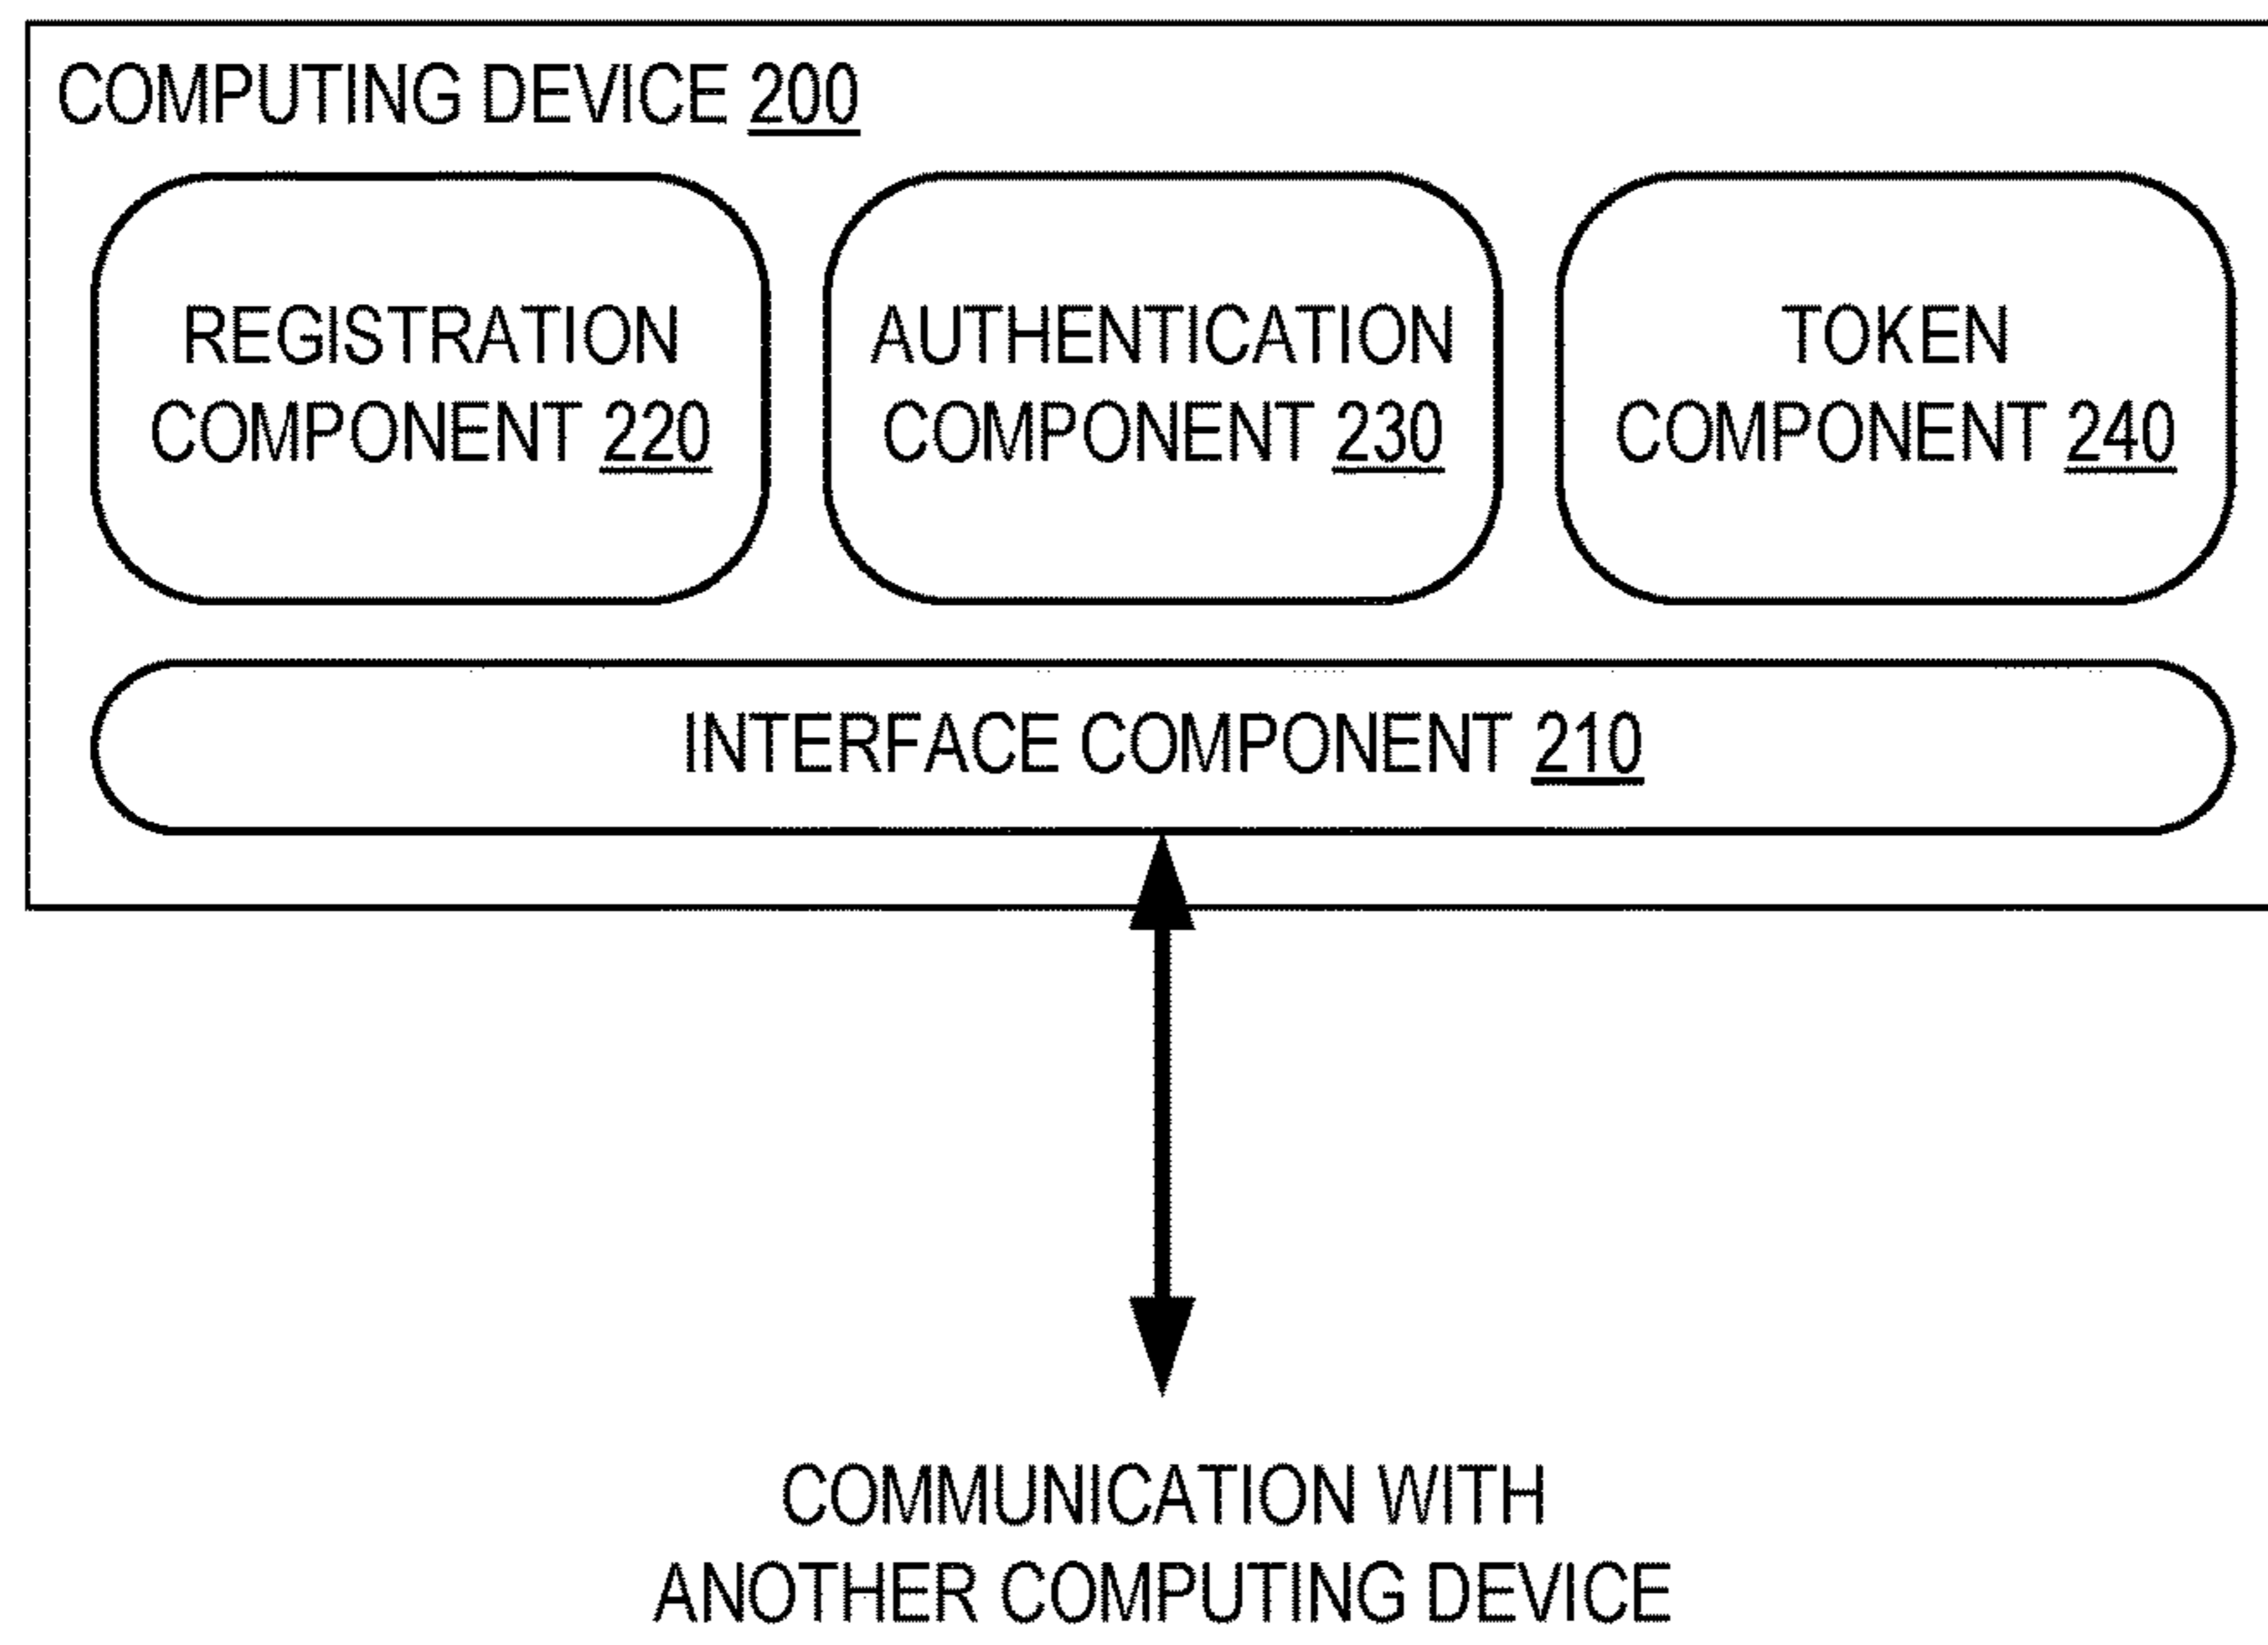 COMPUTING DEVICE 200
REGISTRATION
COMPONENT 220
AUTHENTICATION
COMPONENT 230
TOKEN
COMPONENT 240
INTERFACE COMPONENT 210
COMMUNICATION WITH
ANOTHER COMPUTING DEVICE